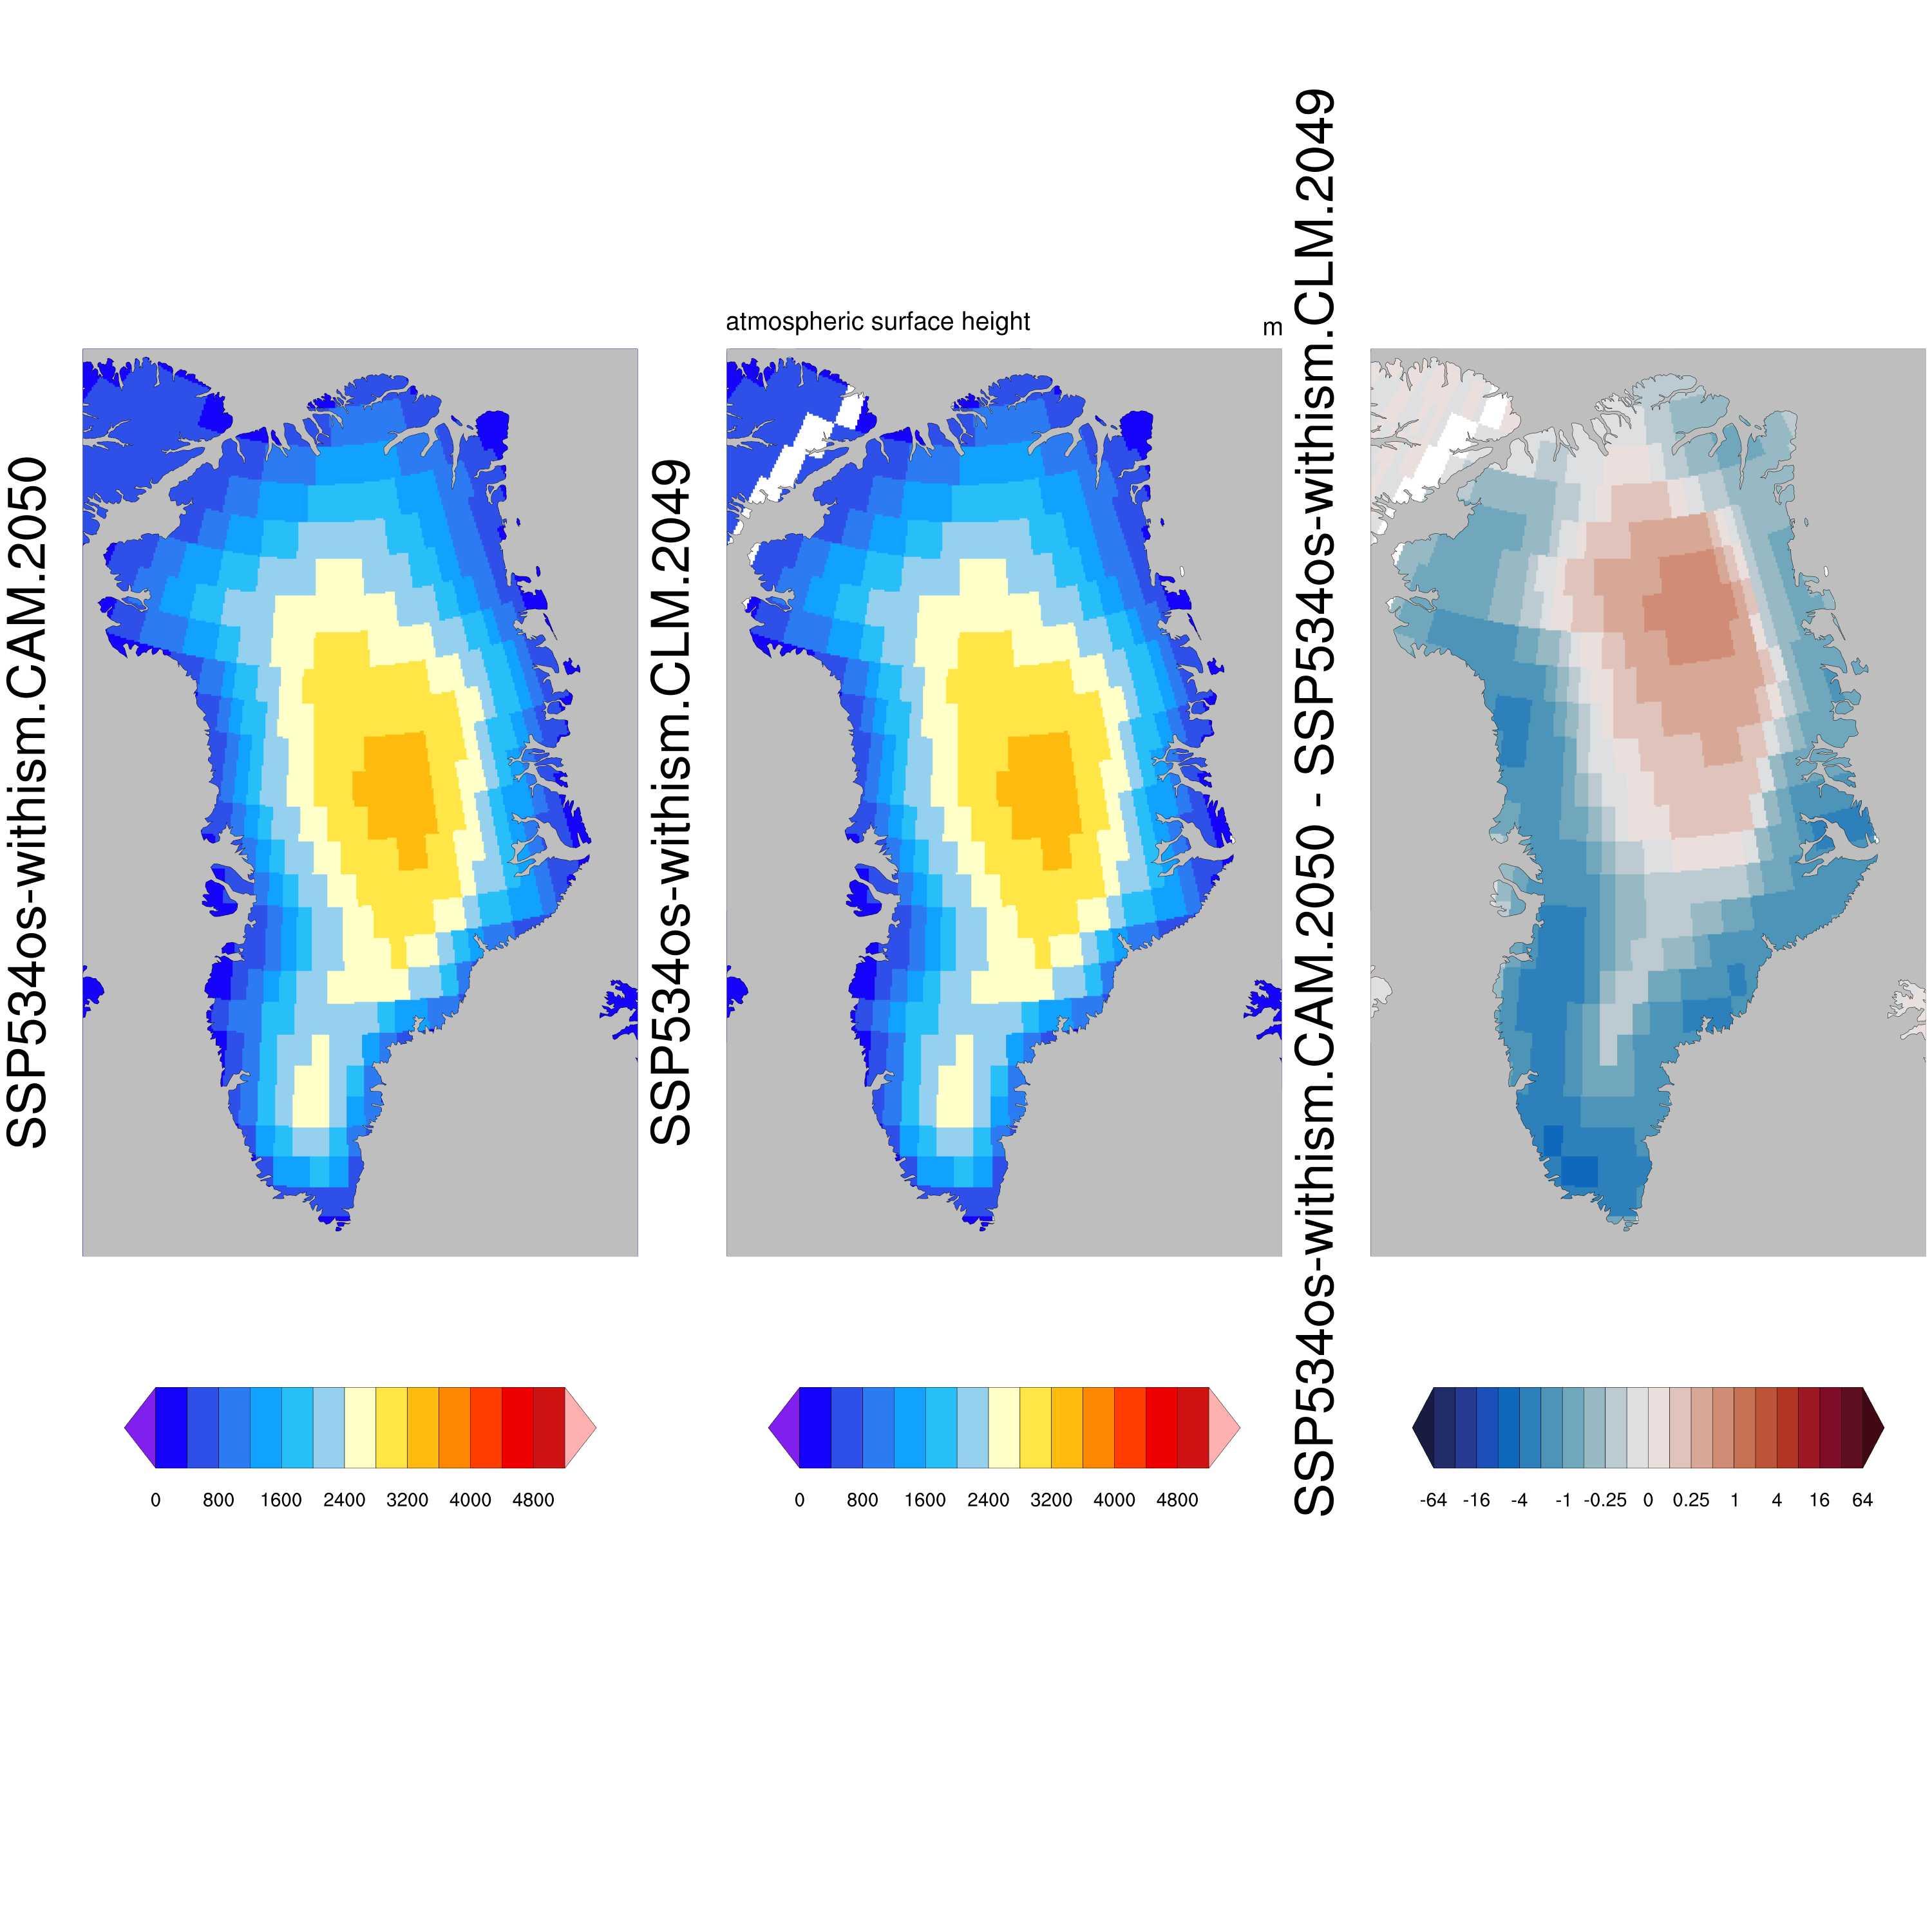 SSP534os-withism.CAM.2050
SSP534os-withism.CLM.2049
atmospheric surface height
m
SSP534os-withism.CAM.2050 - SSP534os-withism.CLM.2049
0 800 1600 2400 3200 4000 4800
0 800 1600 2400 3200 4000 4800
-64 -16 -4 -1 -0.25 0 0.25 1 4 16 64